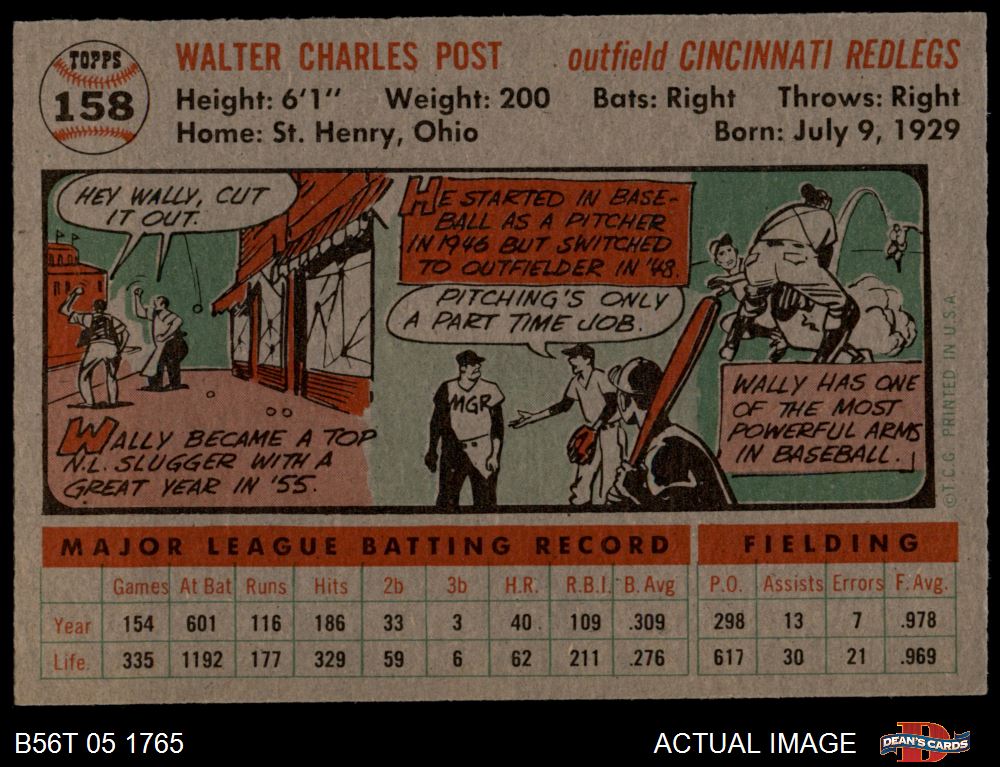 TOPPS
158
WALTER CHARLES POST outfield CINCINNATI REDLEGS
Height: 6'1" Weight: 200 Bats: Right Throws: Right
Home: St. Henry, Ohio Born: July 9, 1929
HEY WALLY, CUT
IT OUT.
WALLY BECAME A TOP
N.L. SLUGGER WITH A
GREAT YEAR IN '55.
HE STARTED IN BASE-
BALL AS A PITCHER
IN 1946 BUT SWITCHED
TO OUTFIELDER IN '48.
PITCHING'S ONLY
A PART TIME JOB.
MGR
WALLY HAS ONE
OF THE MOST
POWERFUL ARMS
IN BASEBALL.
©T.C.G. PRINTED IN U.S.A.
MAJOR LEAGUE BATTING RECORD FIELDING
Games At Bat Runs Hits 2b 3b H.R. R.B.I. B. Avg P.O. Assists Errors F. Avg.
Year 154 601 116 186 33 3 40 109 .309 298 13 7 .978
Life. 335 1192 177 329 59 6 62 211 .276 617 30 21 .969
B56T 05 1765 ACTUAL IMAGE DEAN'S CARDS